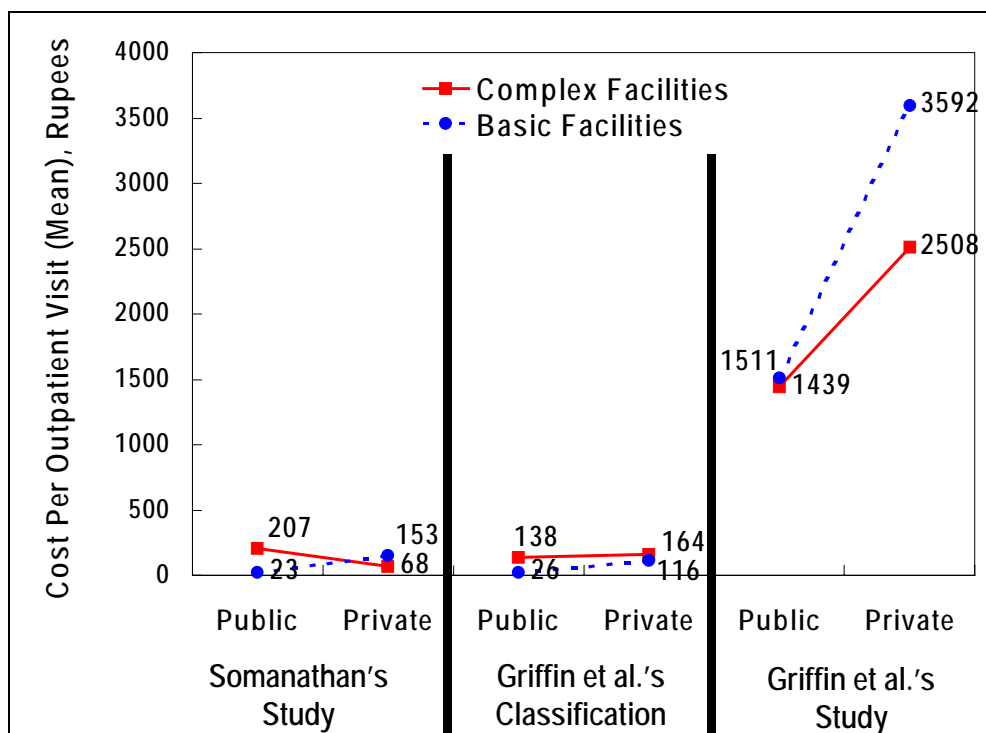 Cost Per Outpatient Visit (Mean), Rupees
4000
3500
3000
2500
2000
1500
1000
500
0
Complex Facilities
Basic Facilities
207
23
153
68
138
26
164
116
1511
1439
3592
2508
Public Private
Public Private
Public Private
Somanathan's
Study
Griffin et al.'s
Classification
Griffin et al.'s
Study